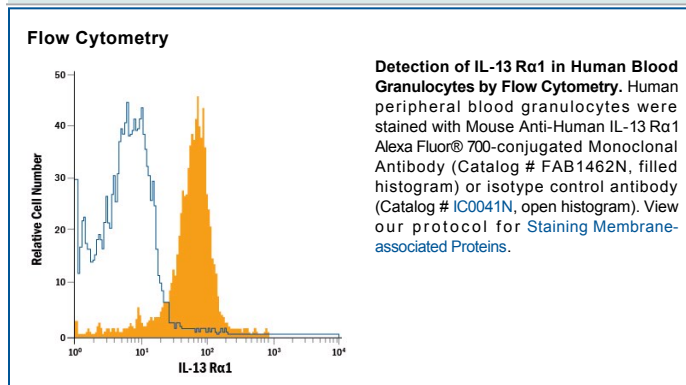 Flow Cytometry
50
40
30
20
10
0
Relative Cell Number
10⁰ 10¹ 10² 10³ 10⁴
IL-13 Rα1
Detection of IL-13 Rα1 in Human Blood
Granulocytes by Flow Cytometry. Human
peripheral blood granulocytes were
stained with Mouse Anti-Human IL-13 Rα1
Alexa Fluor® 700-conjugated Monoclonal
Antibody (Catalog # FAB1462N, filled
histogram) or isotype control antibody
(Catalog # IC0041N, open histogram). View
our protocol for Staining Membrane-
associated Proteins.